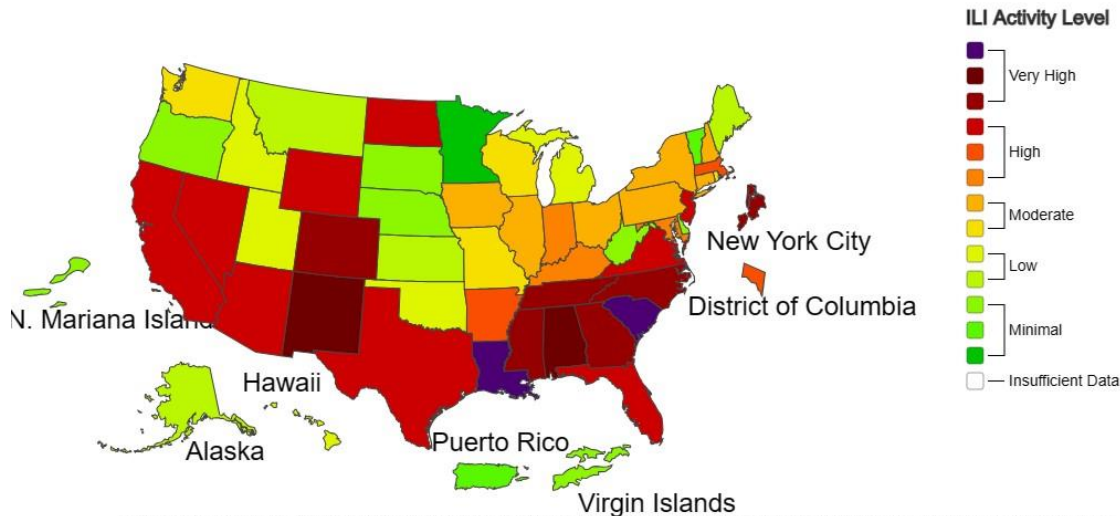 ILI Activity Level
Very High
High
Moderate
Low
Minimal
Insufficient Data
New York City
District of Columbia
N. Mariana Island
Hawaii
Alaska
Puerto Rico
Virgin Islands